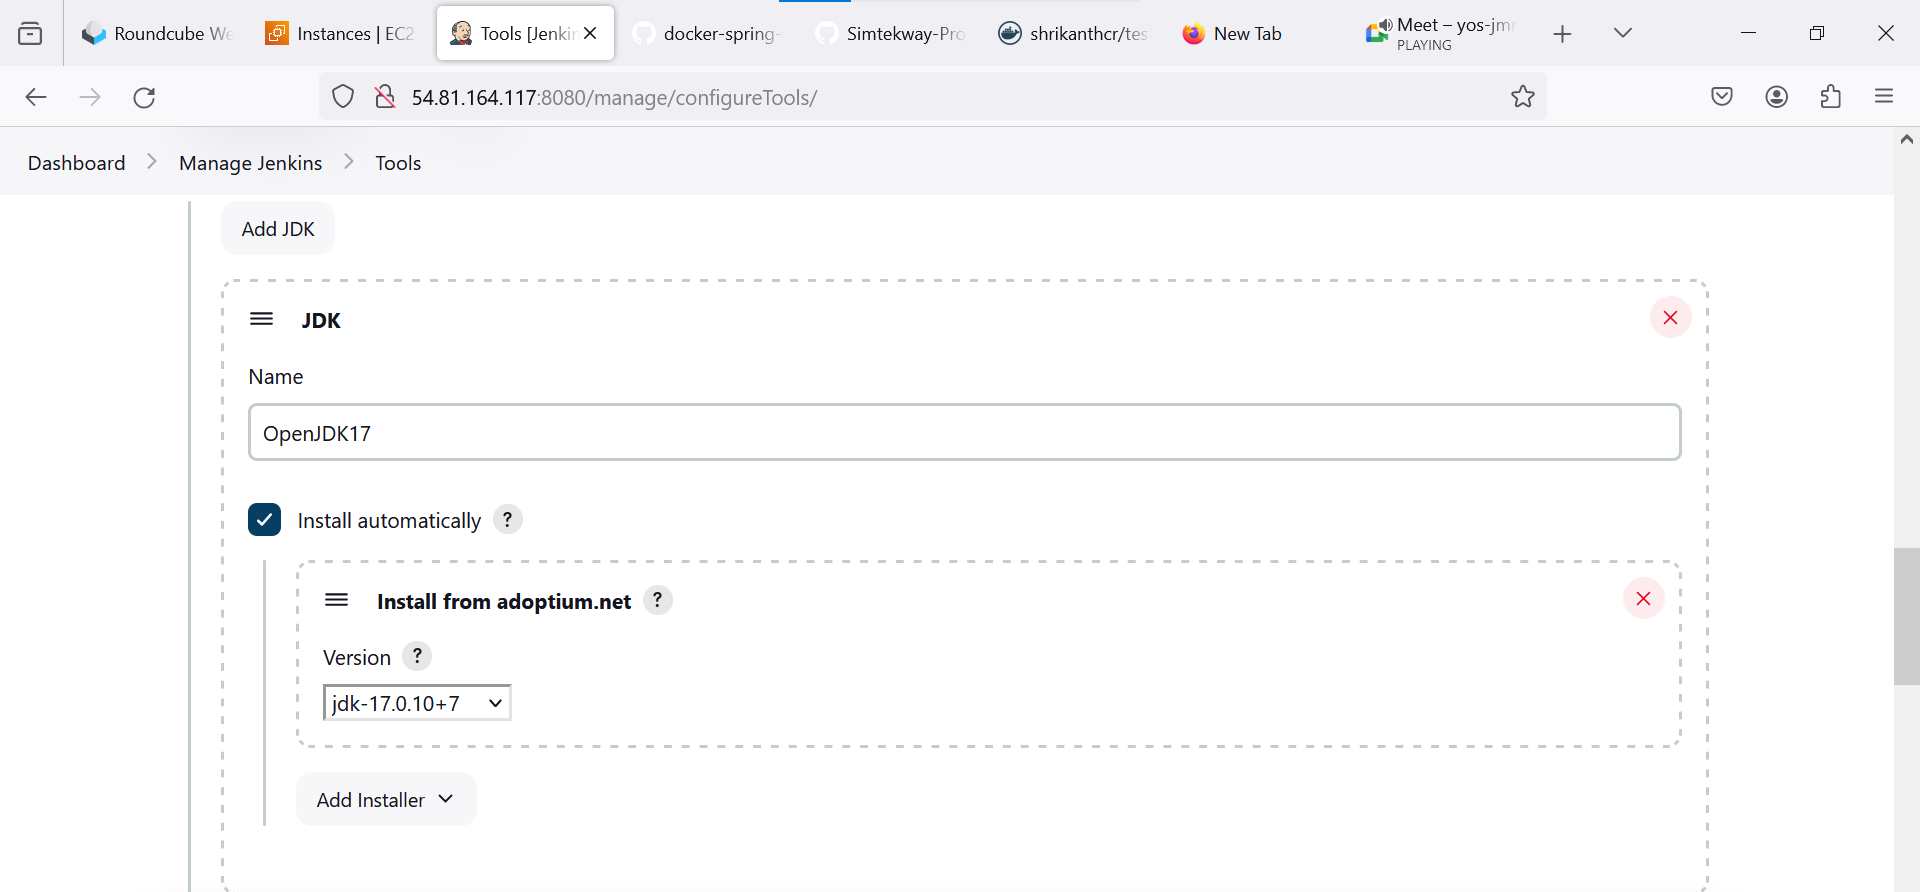 Roundcube We
Instances | EC2
Tools [Jenkin
docker-spring-
Simtekway-Pro
shrikanthcr/tes
New Tab
Meet – yos-jmr
PLAYING
54.81.164.117:8080/manage/configureTools/
Dashboard > Manage Jenkins > Tools
Add JDK
JDK
Name
OpenJDK17
Install automatically ?
Install from adoptium.net ?
Version ?
jdk-17.0.10+7
Add Installer